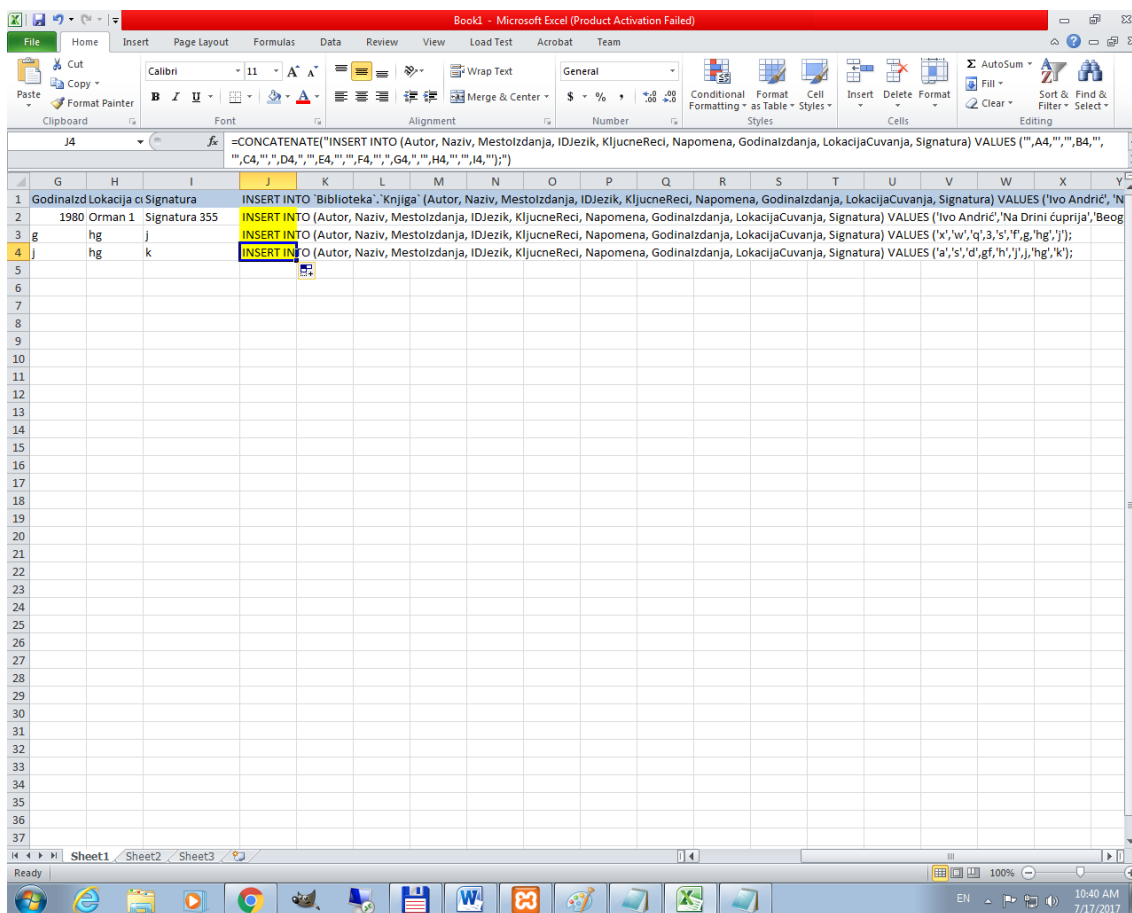 Book1 - Microsoft Excel (Product Activation Failed)
File Home Insert Page Layout Formulas Data Review View Load Test Acrobat Team
Paste
Cut
Copy
Format Painter
Clipboard
Calibri 11
B I U
Font
Wrap Text
Merge & Center
Alignment
General
$ % ,
Number
Conditional Formatting
Format as Table
Cell Styles
Styles
Insert Delete Format
Cells
Σ AutoSum
Fill
Clear
Sort & Filter
Find & Select
Editing
J4 fx =CONCATENATE("INSERT INTO (Autor, Naziv, MestoIzdanja, IDJezik, KljucneReci, Napomena, GodinaIzdanja, LokacijaCuvanja, Signatura) VALUES ('",A4,"','",B4,"',
'",C4,"',",D4,",'",E4,"','",F4,"',",G4,",'",H4,"','",I4,"');")
G H I J K L M N O P Q R S T U V W X Y
1 GodinaIzd Lokacija cu Signatura INSERT INTO `Biblioteka`.`Knjiga` (Autor, Naziv, MestoIzdanja, IDJezik, KljucneReci, Napomena, GodinaIzdanja, LokacijaCuvanja, Signatura) VALUES ('Ivo Andrić', 'N
2 1980 Orman 1 Signatura 355 INSERT INTO (Autor, Naziv, MestoIzdanja, IDJezik, KljucneReci, Napomena, GodinaIzdanja, LokacijaCuvanja, Signatura) VALUES ('Ivo Andrić','Na Drini ćuprija','Beog
3 g hg j INSERT INTO (Autor, Naziv, MestoIzdanja, IDJezik, KljucneReci, Napomena, GodinaIzdanja, LokacijaCuvanja, Signatura) VALUES ('x','w','q',3,'s','f',g,'hg','j');
4 j hg k INSERT INTO (Autor, Naziv, MestoIzdanja, IDJezik, KljucneReci, Napomena, GodinaIzdanja, LokacijaCuvanja, Signatura) VALUES ('a','s','d',gf,'h','j',j,'hg','k');
5
6
7
8
9
10
11
12
13
14
15
16
17
18
19
20
21
22
23
24
25
26
27
28
29
30
31
32
33
34
35
36
37
Sheet1 Sheet2 Sheet3
Ready 100%
EN 10:40 AM
7/17/2017